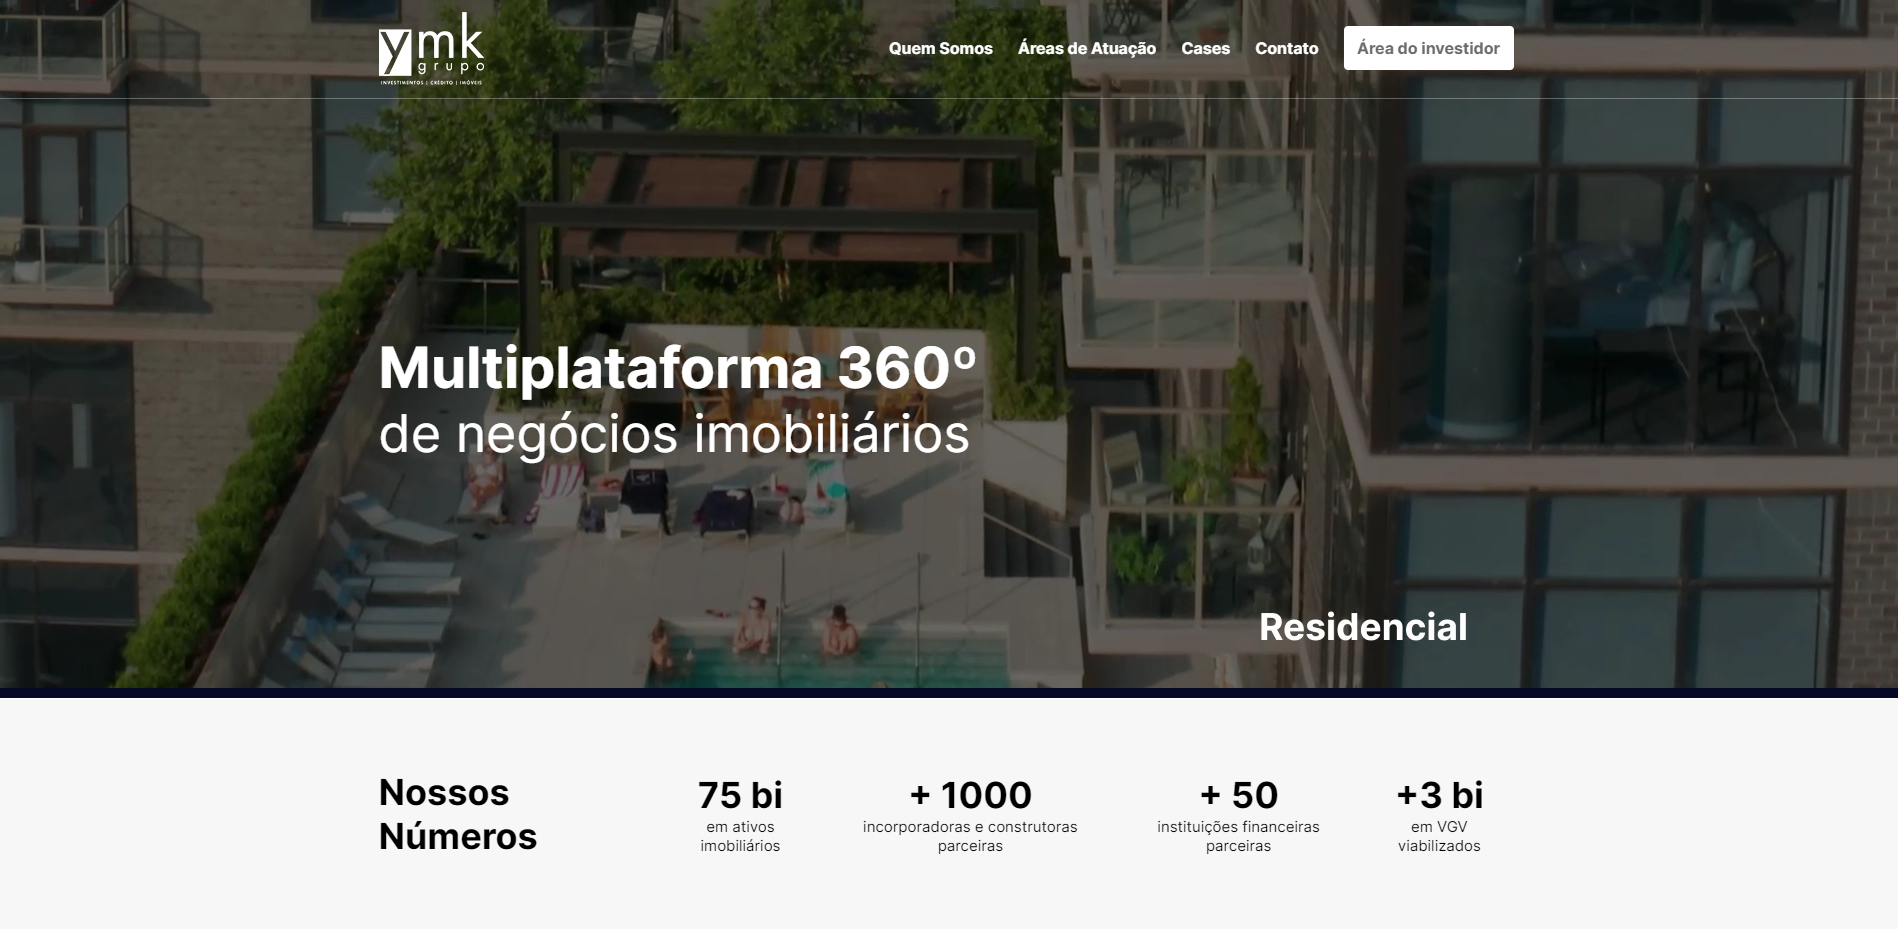 ymk
grupo
INVESTIMENTOS | CRÉDITO | IMÓVEIS
Quem Somos
Áreas de Atuação
Cases
Contato
Área do investidor
Multiplataforma 360º
de negócios imobiliários
Residencial
Nossos
Números
75 bi
em ativos
imobiliários
+ 1000
incorporadoras e construtoras
parceiras
+ 50
instituições financeiras
parceiras
+3 bi
em VGV
viabilizados